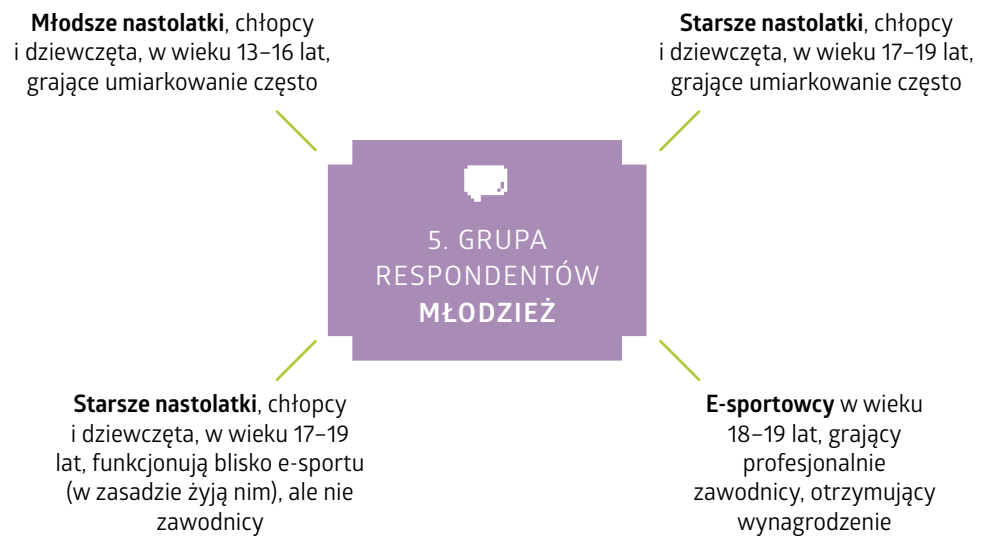 Młodsze nastolatki, chłopcy
i dziewczęta, w wieku 13–16 lat,
grające umiarkowanie często
Starsze nastolatki, chłopcy
i dziewczęta, w wieku 17–19 lat,
grające umiarkowanie często
5. GRUPA
RESPONDENTÓW
MŁODZIEŻ
Starsze nastolatki, chłopcy
i dziewczęta, w wieku 17–19
lat, funkcjonują blisko e-sportu
(w zasadzie żyją nim), ale nie
zawodnicy
E-sportowcy w wieku
18–19 lat, grający
profesjonalnie
zawodnicy, otrzymujący
wynagrodzenie